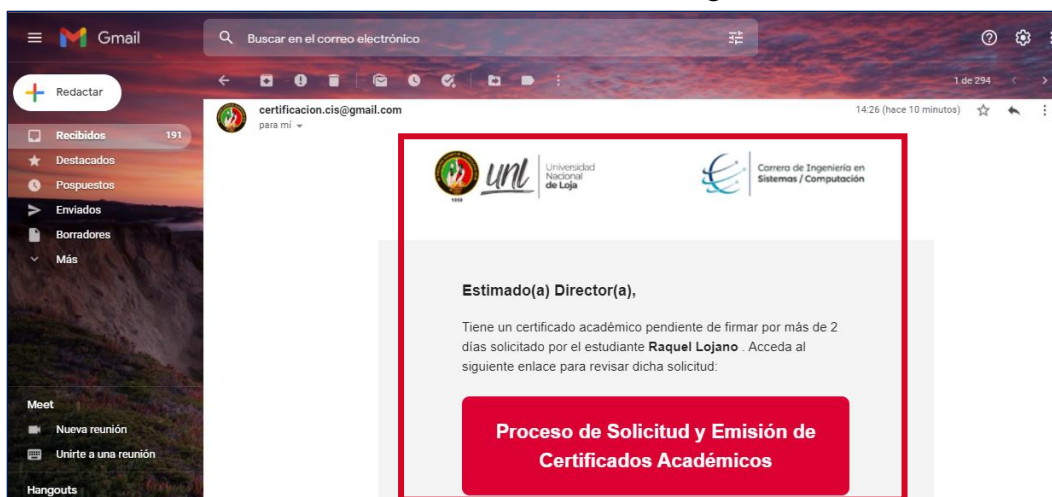 Gmail
Buscar en el correo electrónico
Redactar
1 de 294
certificacion.cis@gmail.com
14:26 (hace 10 minutos)
para mí
Recibidos 191
Destacados
Pospuestos
Enviados
Borradores
Más
1859
unl
Universidad
Nacional
de Loja
Carrera de Ingeniería en
Sistemas / Computación
Estimado(a) Director(a),
Tiene un certificado académico pendiente de firmar por más de 2
días solicitado por el estudiante Raquel Lojano . Acceda al
siguiente enlace para revisar dicha solicitud:
Proceso de Solicitud y Emisión de
Certificados Académicos
Meet
Nueva reunión
Unirte a una reunión
Hangouts